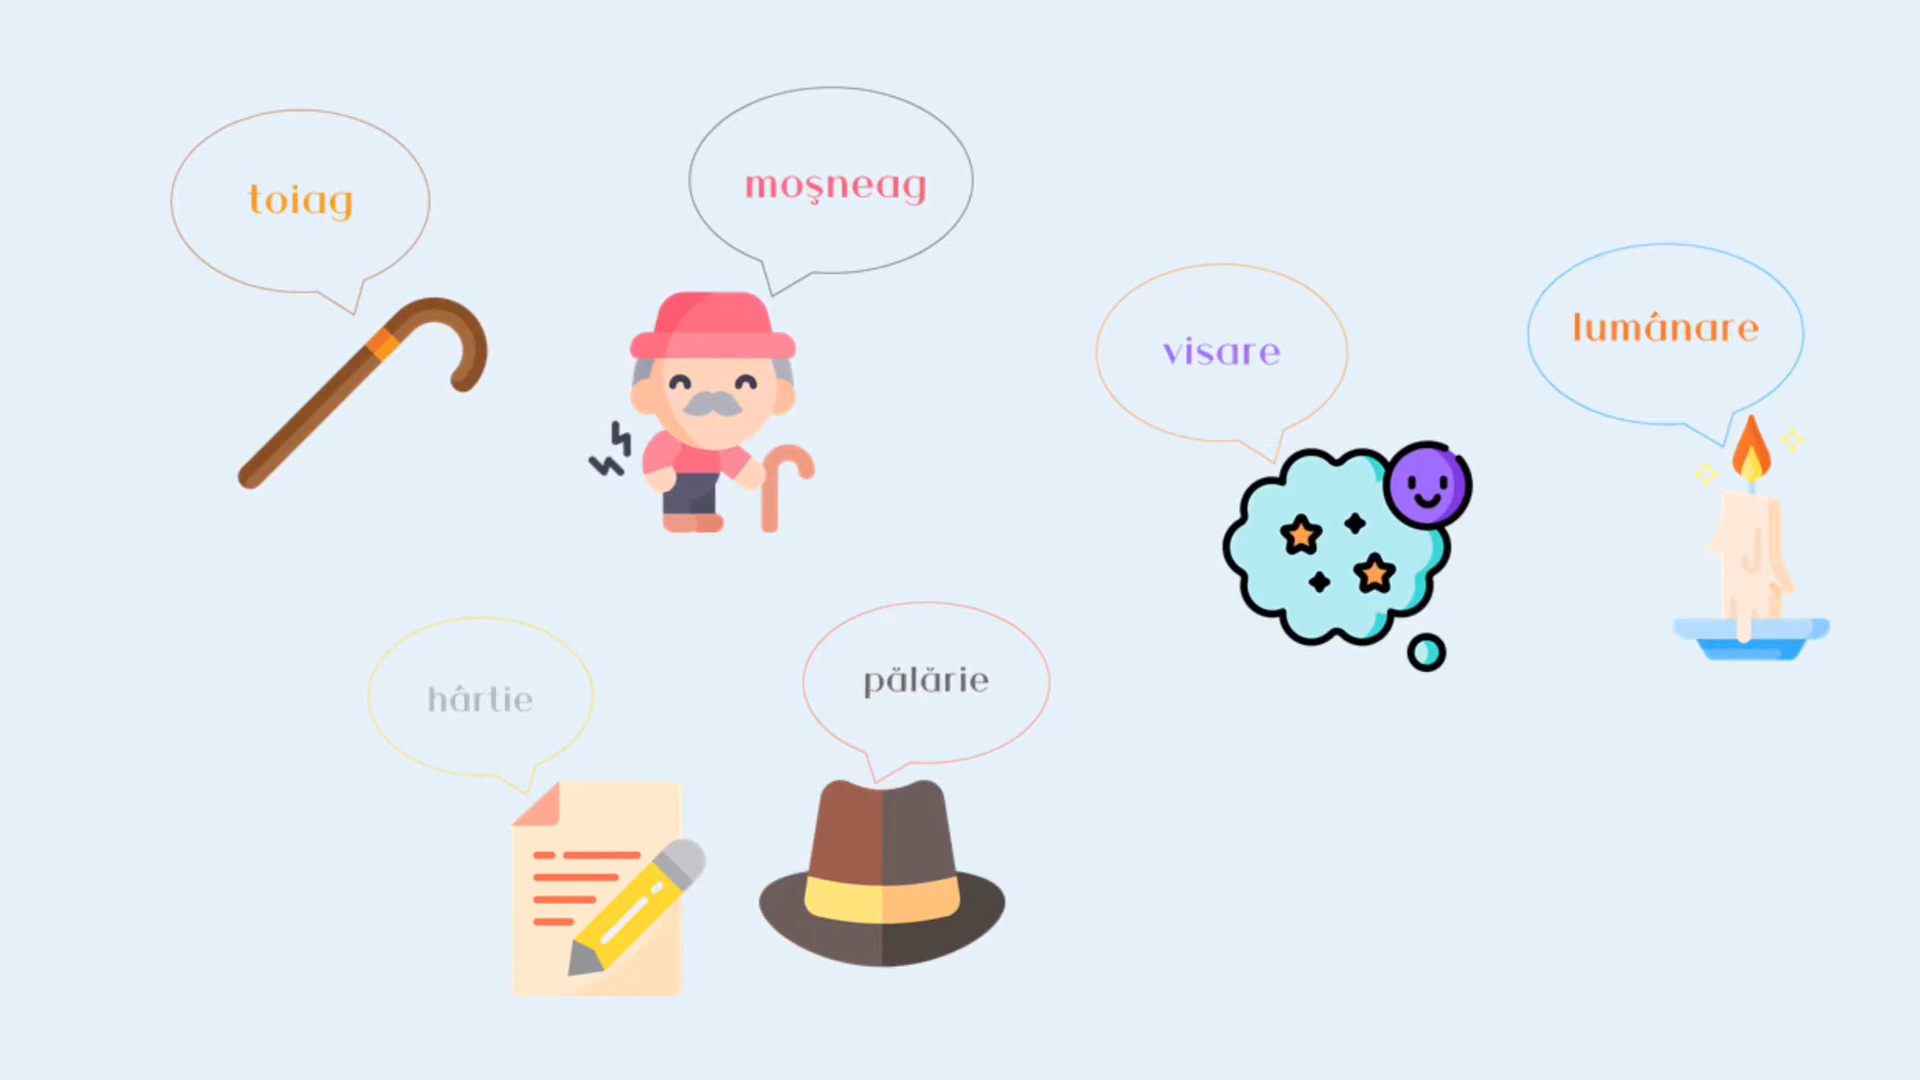 toiag
moşneag
visare
lumânare
hârtie
pălărie